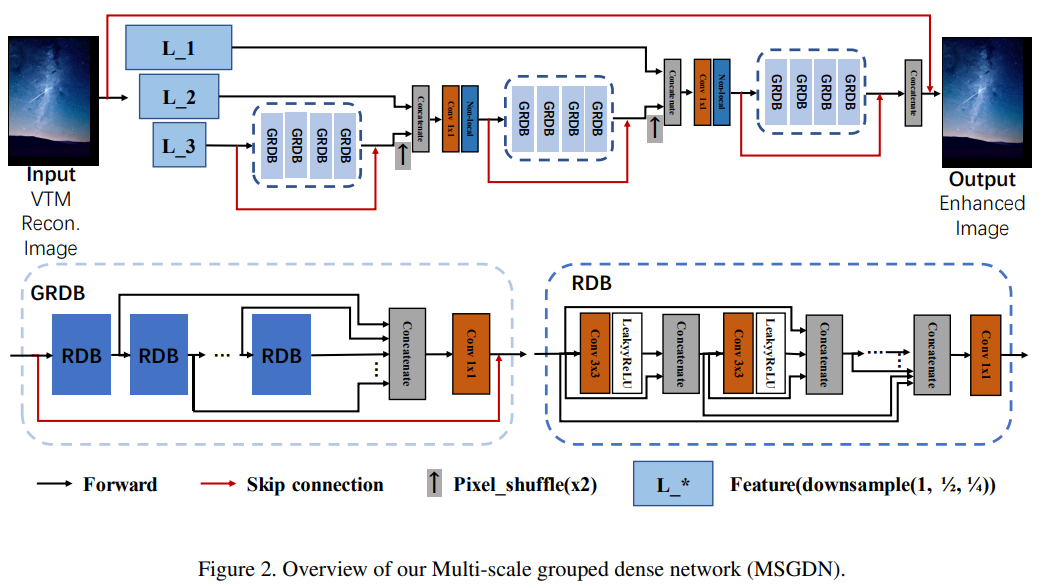 L_1
L_2
L_3
GRDB
GRDB
GRDB
GRDB
Concatenate
Conv 1x1
Non-local
GRDB
GRDB
GRDB
GRDB
Concatenate
Conv 1x1
Non-local
GRDB
GRDB
GRDB
GRDB
Concatenate
Input
VTM
Recon.
Image
Output
Enhanced
Image
GRDB
RDB
RDB
...
RDB
Concatenate
Conv 1x1
RDB
Conv 3x3
LeakyyReLU
Concatenate
Conv 3x3
LeakyyReLU
Concatenate
Concatenate
Conv 1x1
Forward
Skip connection
Pixel_shuffle(x2)
L_*
Feature(downsample(1, ½, ¼))
Figure 2. Overview of our Multi-scale grouped dense network (MSGDN).